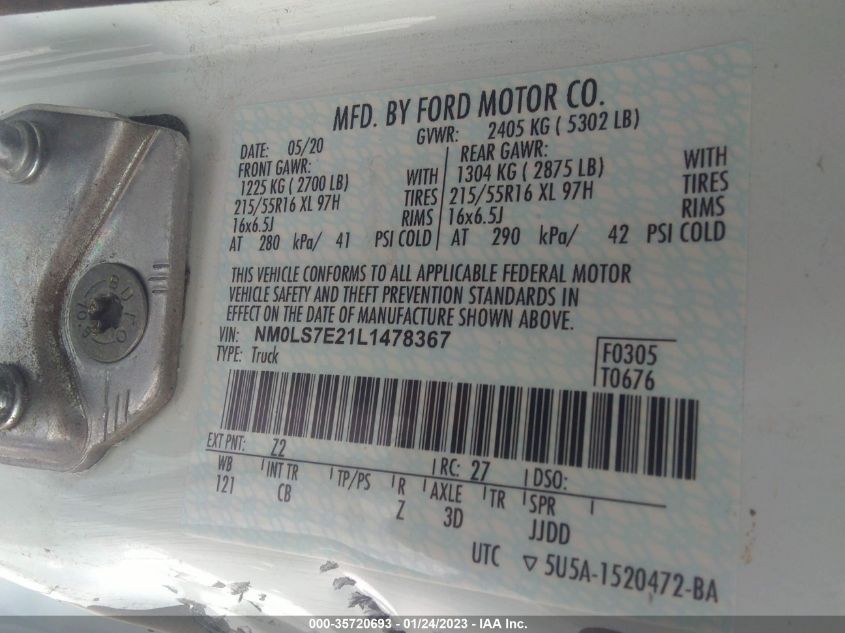 MFD. BY FORD MOTOR CO.
DATE: 05/20 GVWR: 2405 KG ( 5302 LB)
FRONT GAWR: REAR GAWR:
1225 KG ( 2700 LB) WITH 1304 KG ( 2875 LB) WITH
215/55R16 XL 97H TIRES 215/55R16 XL 97H TIRES
16x6.5J RIMS 16x6.5J RIMS
AT 280 kPa/ 41 PSI COLD AT 290 kPa/ 42 PSI COLD
THIS VEHICLE CONFORMS TO ALL APPLICABLE FEDERAL MOTOR
VEHICLE SAFETY AND THEFT PREVENTION STANDARDS IN
EFFECT ON THE DATE OF MANUFACTURE SHOWN ABOVE.
VIN: NM0LS7E21L1478367
TYPE: Truck
F0305
T0676
EXT PNT: Z2 RC: 27 DSO:
WB INT TR TP/PS R AXLE TR SPR
121 CB Z 3D JJDD
UTC ▽ 5U5A-1520472-BA
000-35720693 - 01/24/2023 - IAA Inc.